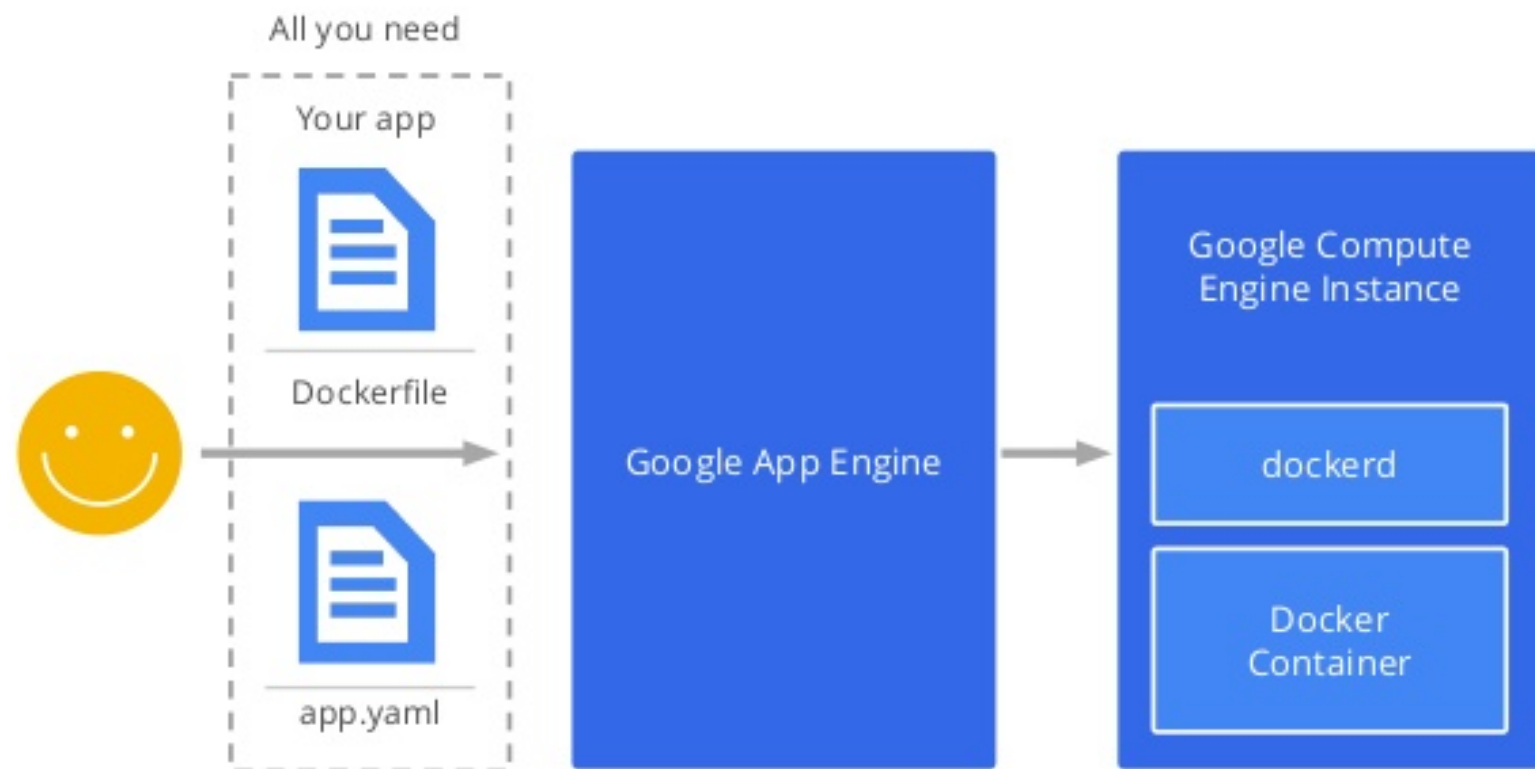 All you need
Your app
Dockerfile
app.yaml
Google App Engine
Google Compute
Engine Instance
dockerd
Docker
Container